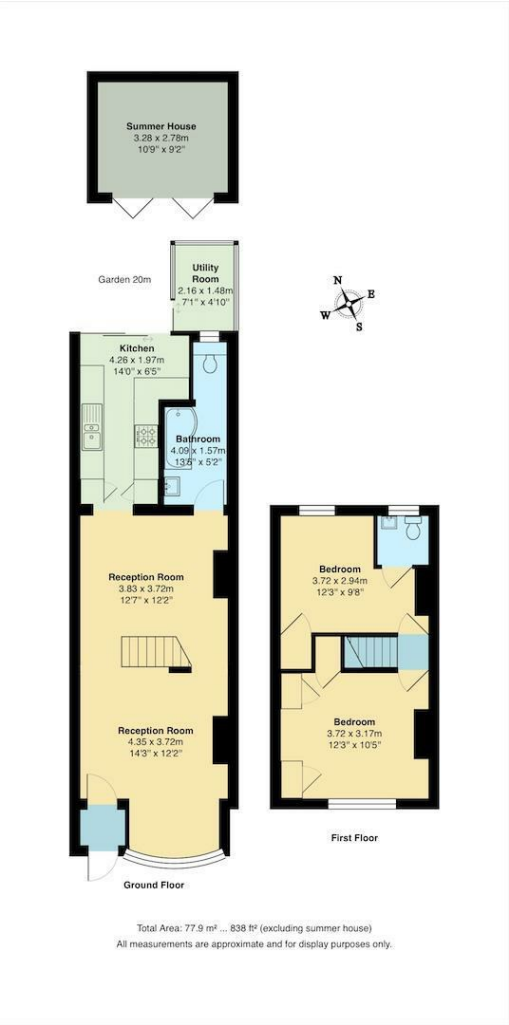 Summer House
3.28 x 2.78m
10'9" x 9'2"
Garden 20m
Utility
Room
2.16 x 1.48m
7'1" x 4'10"
N
E
W
S
Kitchen
4.26 x 1.97m
14'0" x 6'5"
Bathroom
4.09 x 1.57m
13'5" x 5'2"
Reception Room
3.83 x 3.72m
12'7" x 12'2"
Bedroom
3.72 x 2.94m
12'3" x 9'8"
Reception Room
4.35 x 3.72m
14'3" x 12'2"
Bedroom
3.72 x 3.17m
12'3" x 10'5"
First Floor
Ground Floor
Total Area: 77.9 m² ... 838 ft² (excluding summer house)
All measurements are approximate and for display purposes only.